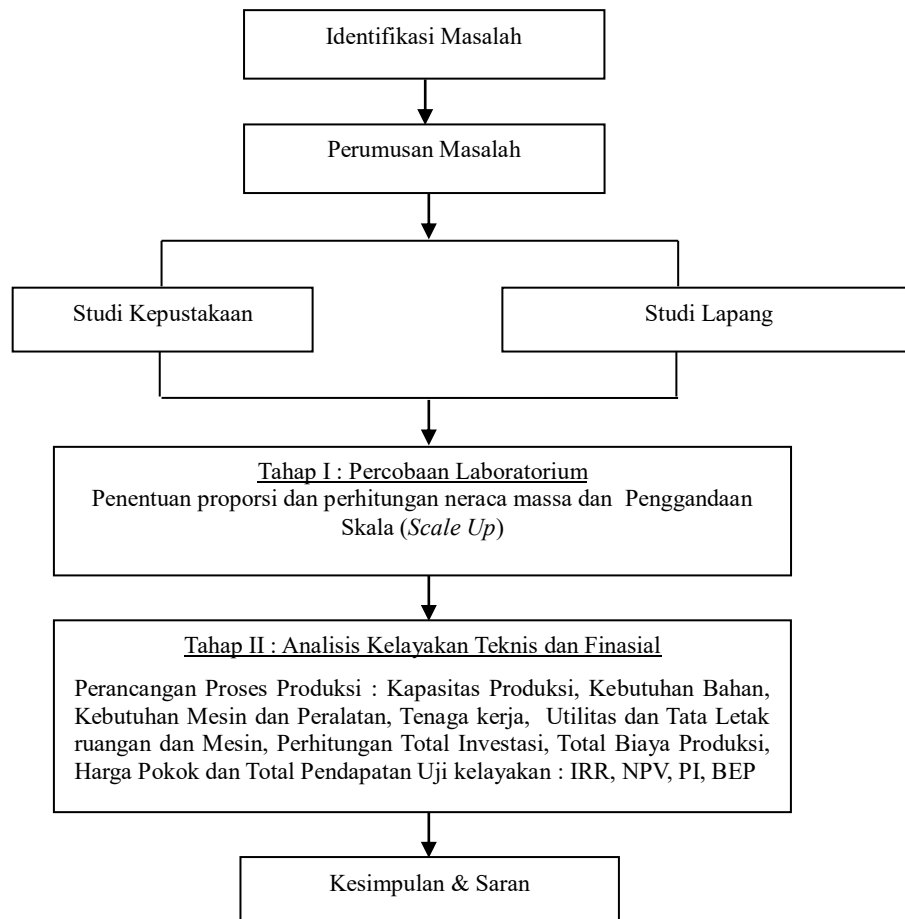 Identifikasi Masalah
Perumusan Masalah
Studi Kepustakaan
Studi Lapang
Tahap I : Percobaan Laboratorium
Penentuan proporsi dan perhitungan neraca massa dan Penggandaan
Skala (Scale Up)
Tahap II : Analisis Kelayakan Teknis dan Finasial
Perancangan Proses Produksi : Kapasitas Produksi, Kebutuhan Bahan,
Kebutuhan Mesin dan Peralatan, Tenaga kerja, Utilitas dan Tata Letak
ruangan dan Mesin, Perhitungan Total Investasi, Total Biaya Produksi,
Harga Pokok dan Total Pendapatan Uji kelayakan : IRR, NPV, PI, BEP
Kesimpulan & Saran